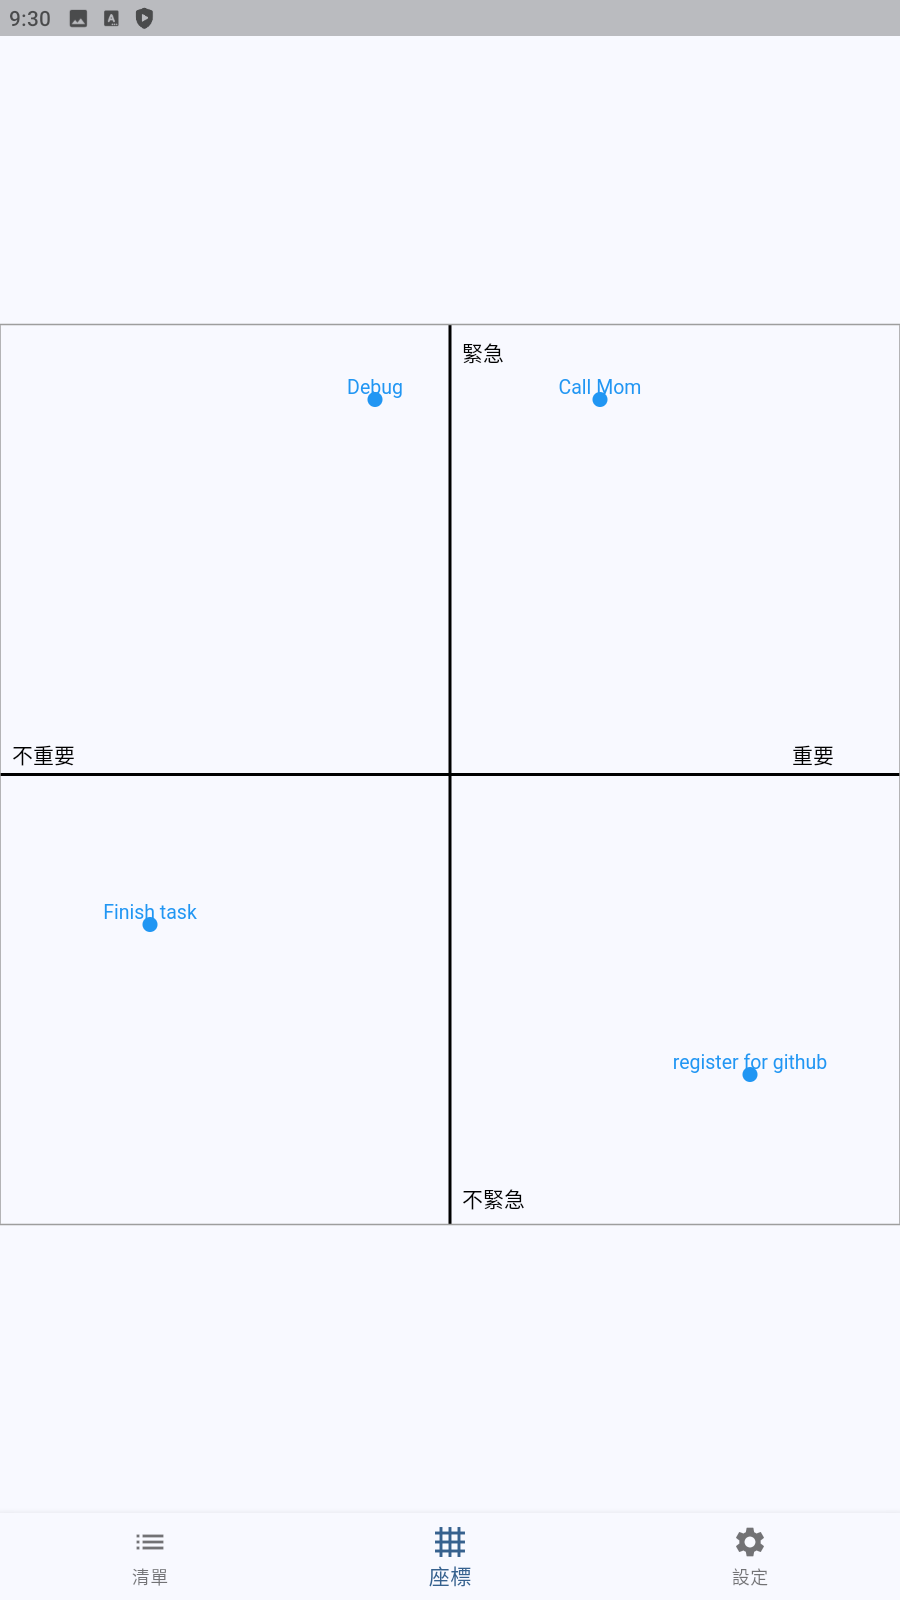 9:30
緊急
Debug
Call Mom
不重要
重要
Finish task
register for github
不緊急
清單
座標
設定